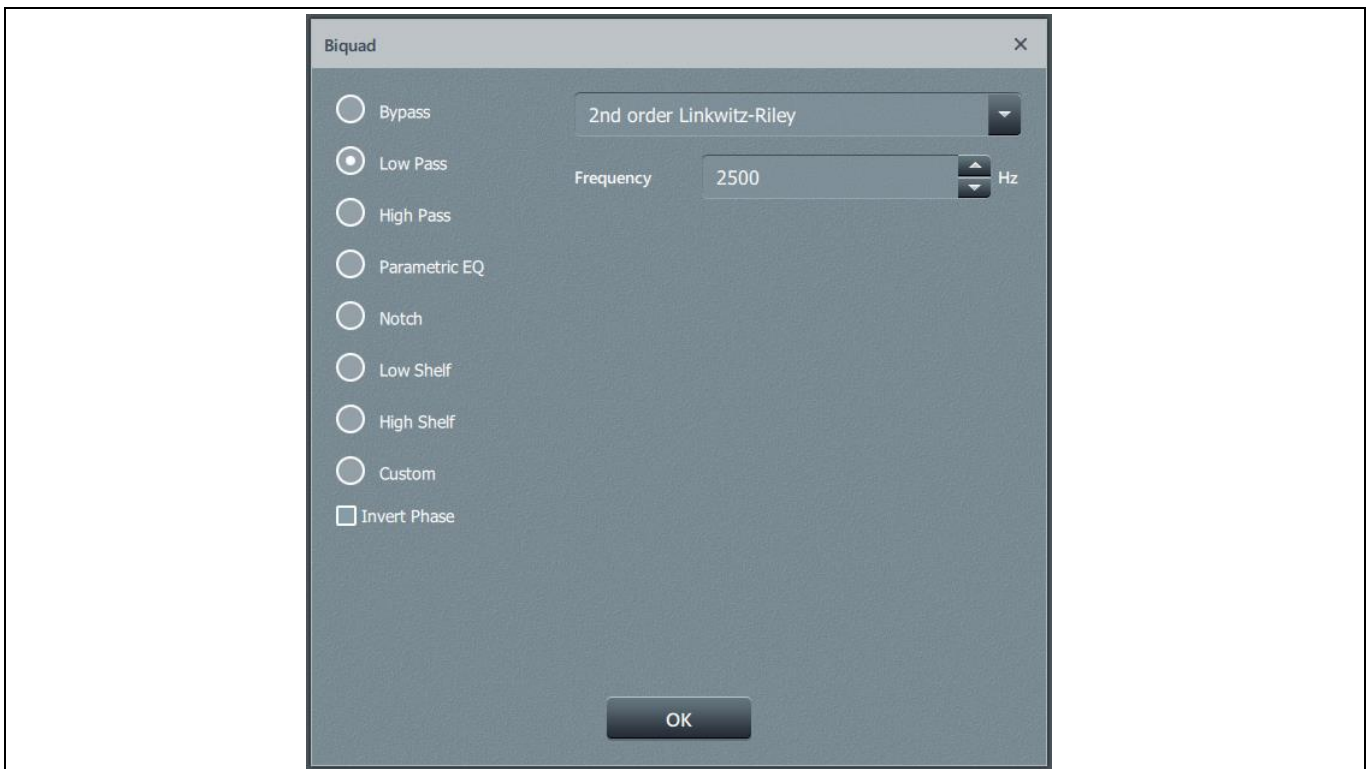 Biquad
Bypass
2nd order Linkwitz-Riley
Low Pass
Frequency 2500 Hz
High Pass
Parametric EQ
Notch
Low Shelf
High Shelf
Custom
Invert Phase
OK